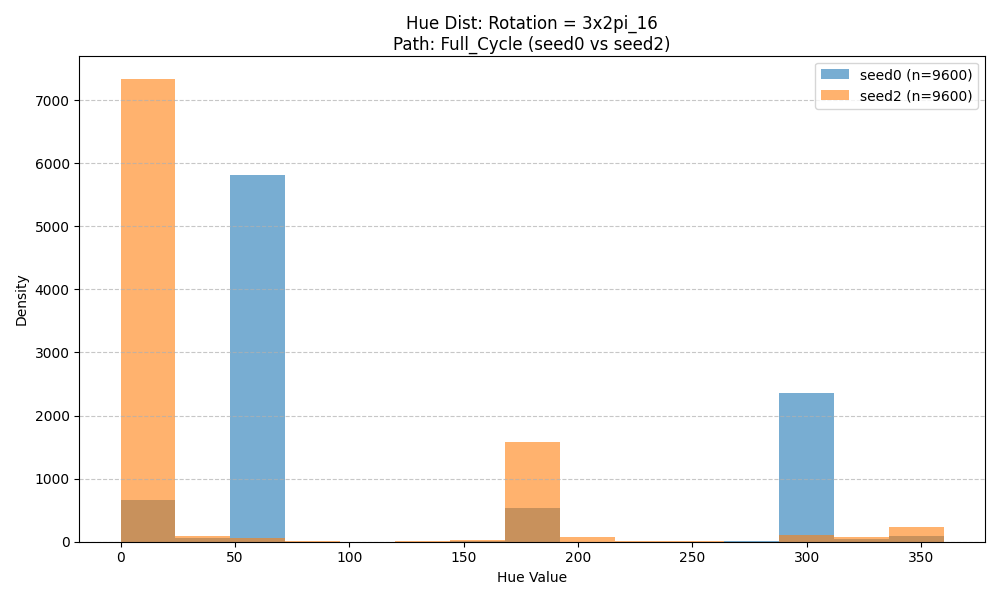 Hue Dist: Rotation = 3x2pi_16
Path: Full_Cycle (seed0 vs seed2)
seed0 (n=9600)
seed2 (n=9600)
Density
7000
6000
5000
4000
3000
2000
1000
0
0 50 100 150 200 250 300 350
Hue Value